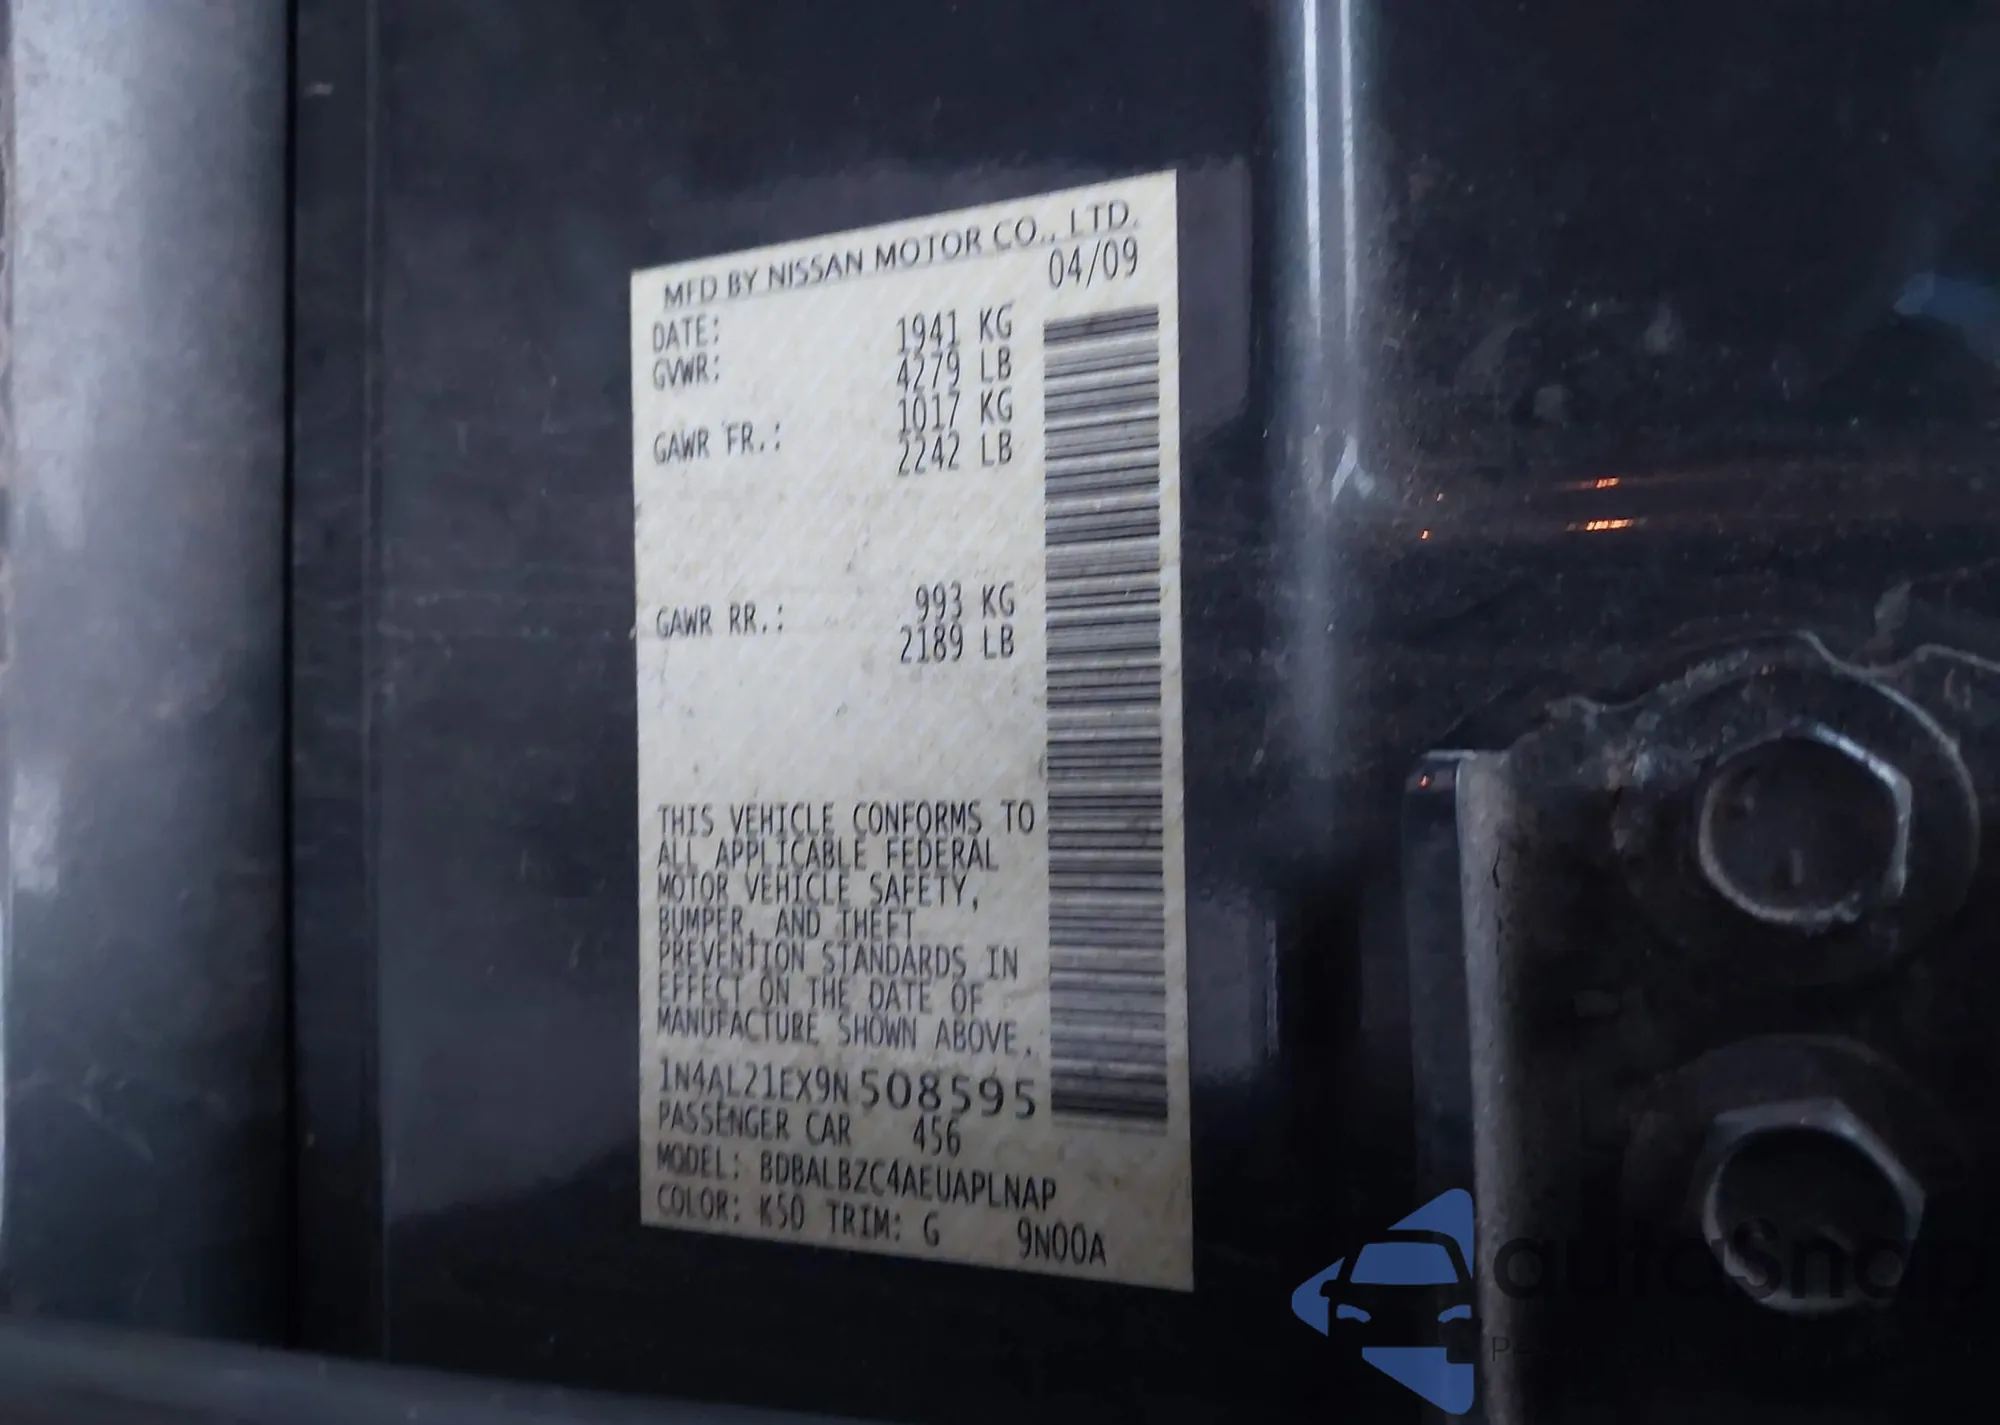 MFD BY NISSAN MOTOR CO., LTD.
DATE: 04/09
GVWR: 1941 KG
4279 LB
GAWR FR.: 1017 KG
2242 LB
GAWR RR.: 993 KG
2189 LB
THIS VEHICLE CONFORMS TO
ALL APPLICABLE FEDERAL
MOTOR VEHICLE SAFETY,
BUMPER, AND THEFT
PREVENTION STANDARDS IN
EFFECT ON THE DATE OF
MANUFACTURE SHOWN ABOVE.
1N4AL21EX9N508595
PASSENGER CAR 456
MODEL: BDBALBZC4AEUAPLNAP
COLOR: K50 TRIM: G 9N00A
autoSnap